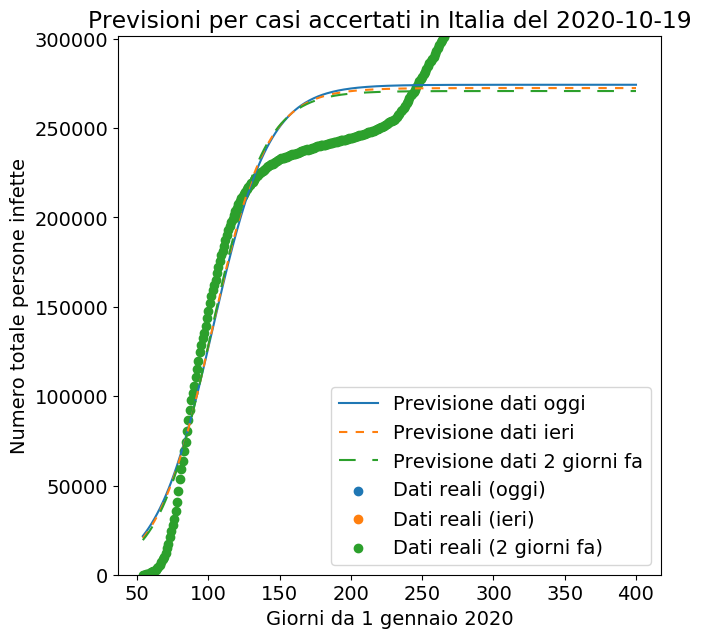 Previsioni per casi accertati in Italia del 2020-10-19
300000
250000
200000
150000
100000
50000
0
Numero totale persone infette
50 100 150 200 250 300 350 400
Giorni da 1 gennaio 2020
Previsione dati oggi
Previsione dati ieri
Previsione dati 2 giorni fa
Dati reali (oggi)
Dati reali (ieri)
Dati reali (2 giorni fa)